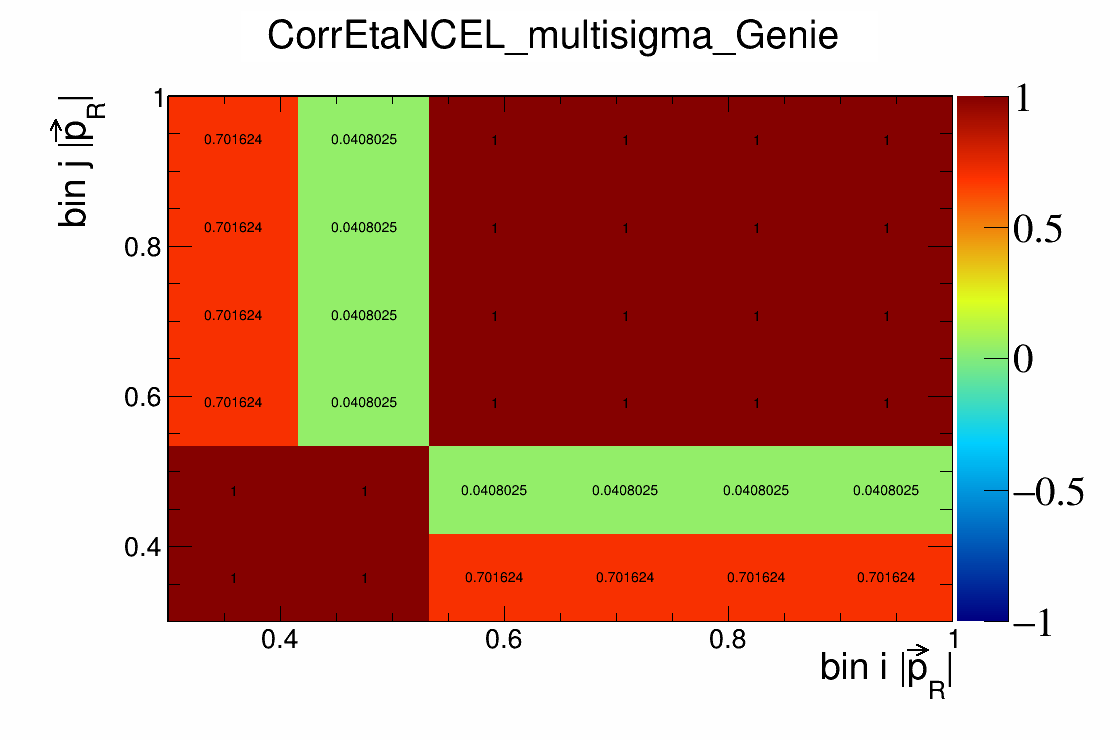 CorrEtaNCEL_multisigma_Genie
bin j |p_R|
1
0.8
0.6
0.4
0.701624 0.0408025 1 1 1 1
0.701624 0.0408025 1 1 1 1
0.701624 0.0408025 1 1 1 1
0.701624 0.0408025 1 1 1 1
1 1 0.0408025 0.0408025 0.0408025 0.0408025
1 1 0.701624 0.701624 0.701624 0.701624
0.4 0.6 0.8 1
bin i |p_R|
1
0.5
0
−0.5
−1